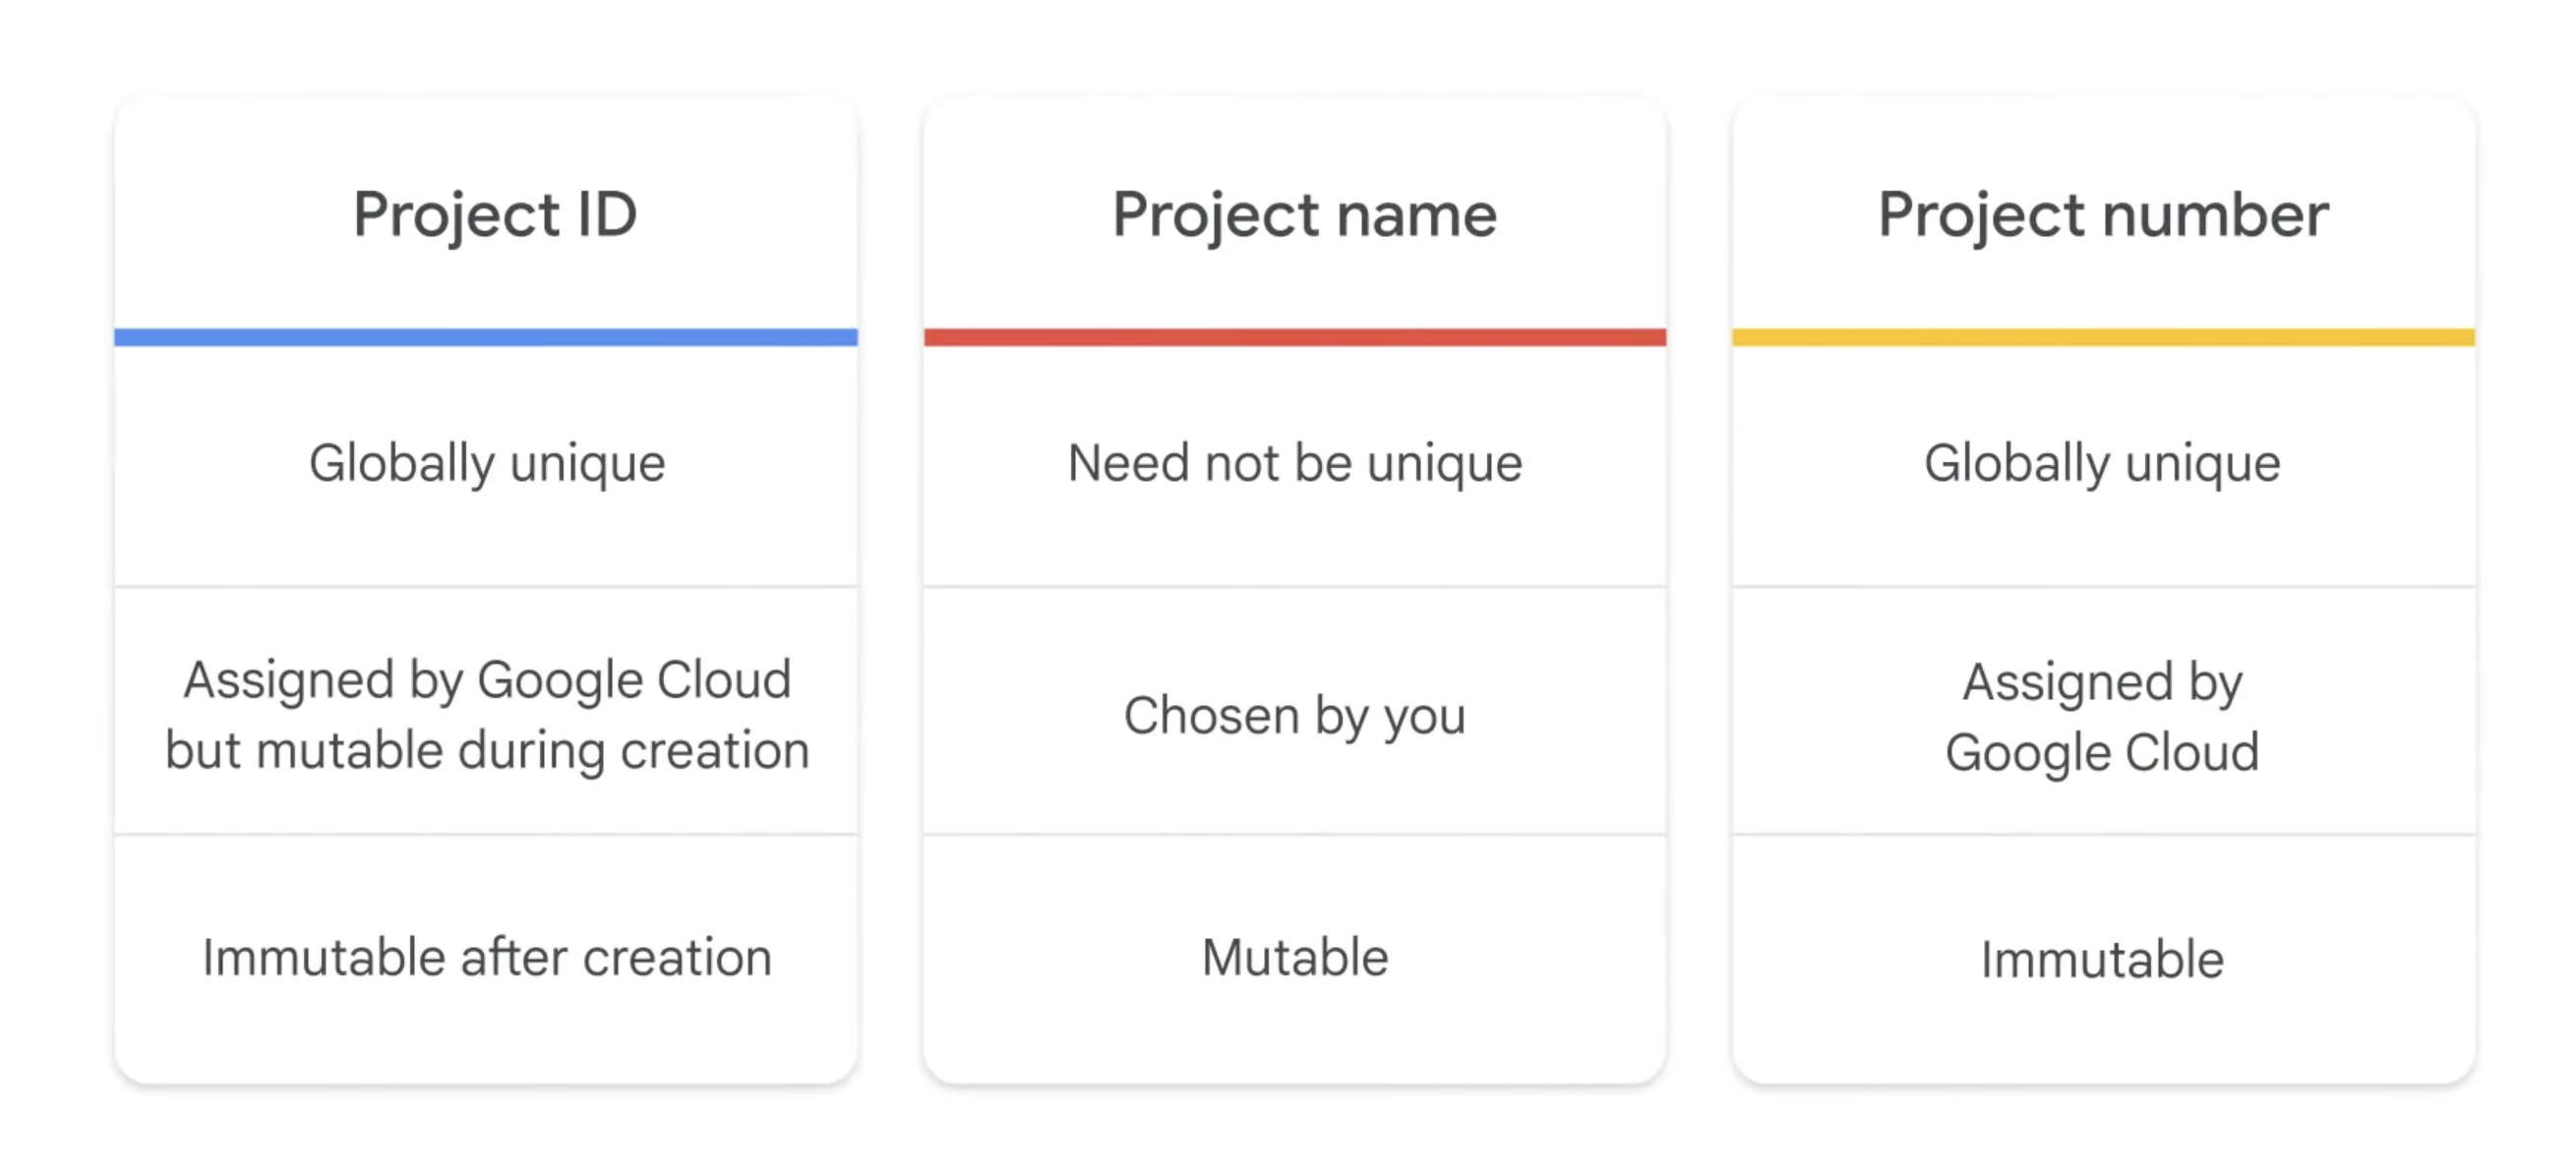 Project ID
Globally unique
Assigned by Google Cloud
but mutable during creation
Immutable after creation
Project name
Need not be unique
Chosen by you
Mutable
Project number
Globally unique
Assigned by
Google Cloud
Immutable